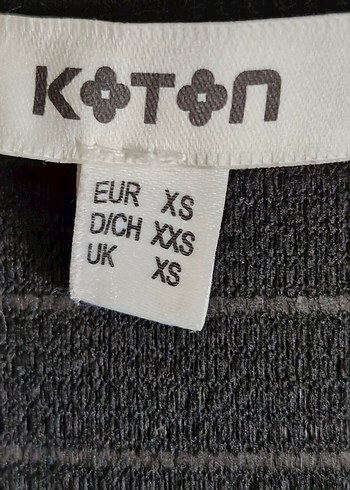 KOTON
EUR XS
D/CH XXS
UK XS